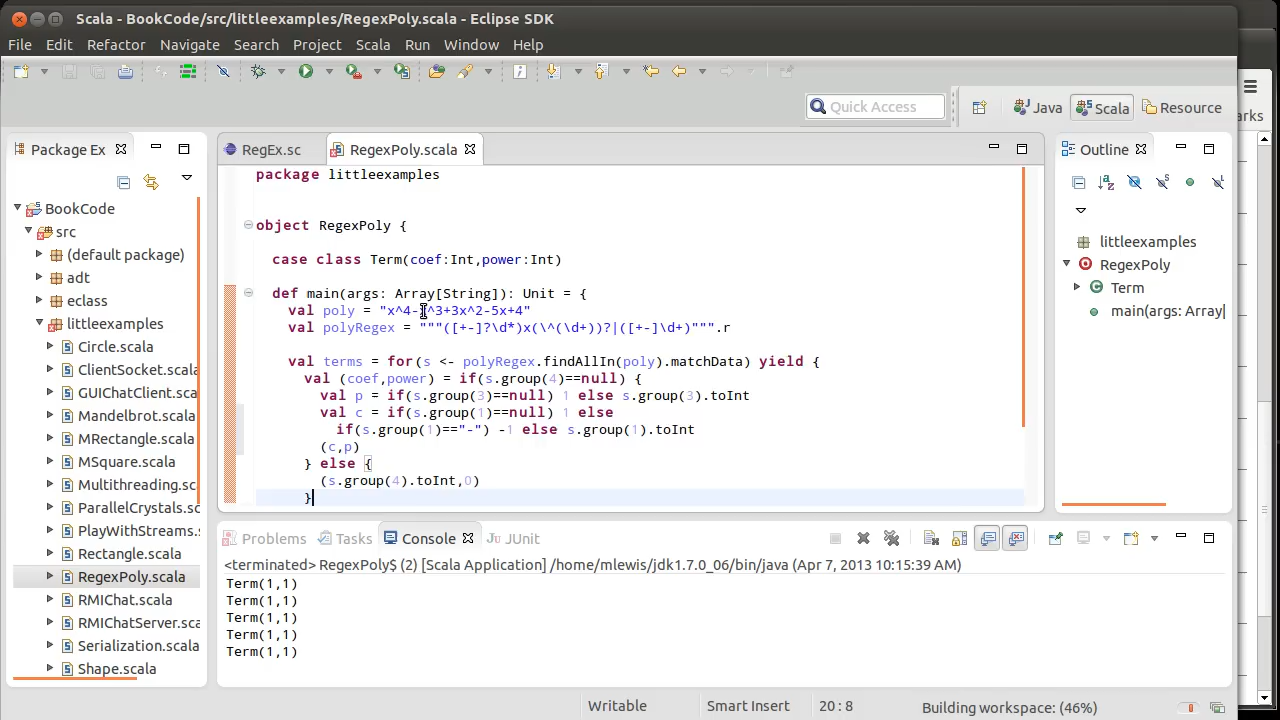 Scala - BookCode/src/littleexamples/RegexPoly.scala - Eclipse SDK
File Edit Refactor Navigate Search Project Scala Run Window Help
Quick Access
Java
Scala
Resource
arks
Package Ex
BookCode
src
(default package)
adt
eclass
littleexamples
Circle.scala
ClientSocket.scala
GUIChatClient.sc
Mandelbrot.scala
MRectangle.scala
MSquare.scala
Multithreading.sc
ParallelCrystals.s
PlayWithStreams.
Rectangle.scala
RegexPoly.scala
RMIChat.scala
RMIChatServer.sca
Serialization.scala
Shape.scala
RegEx.sc
RegexPoly.scala
package littleexamples
object RegexPoly {
case class Term(coef:Int,power:Int)
def main(args: Array[String]): Unit = {
val poly = "x^4- ^3+3x^2-5x+4"
val polyRegex = """([+-]?\d*)x(\^(\d+))?|([+-]\d+)""".r
val terms = for(s <- polyRegex.findAllIn(poly).matchData) yield {
val (coef,power) = if(s.group(4)==null) {
val p = if(s.group(3)==null) 1 else s.group(3).toInt
val c = if(s.group(1)==null) 1 else
if(s.group(1)=="-") -1 else s.group(1).toInt
(c,p)
} else {
(s.group(4).toInt,0)
}
Outline
littleexamples
RegexPoly
Term
main(args: Array[
Problems
Tasks
Console
JUnit
<terminated> RegexPoly$ (2) [Scala Application] /home/mlewis/jdk1.7.0_06/bin/java (Apr 7, 2013 10:15:39 AM)
Term(1,1)
Term(1,1)
Term(1,1)
Term(1,1)
Term(1,1)
Writable
Smart Insert
20 : 8
Building workspace: (46%)